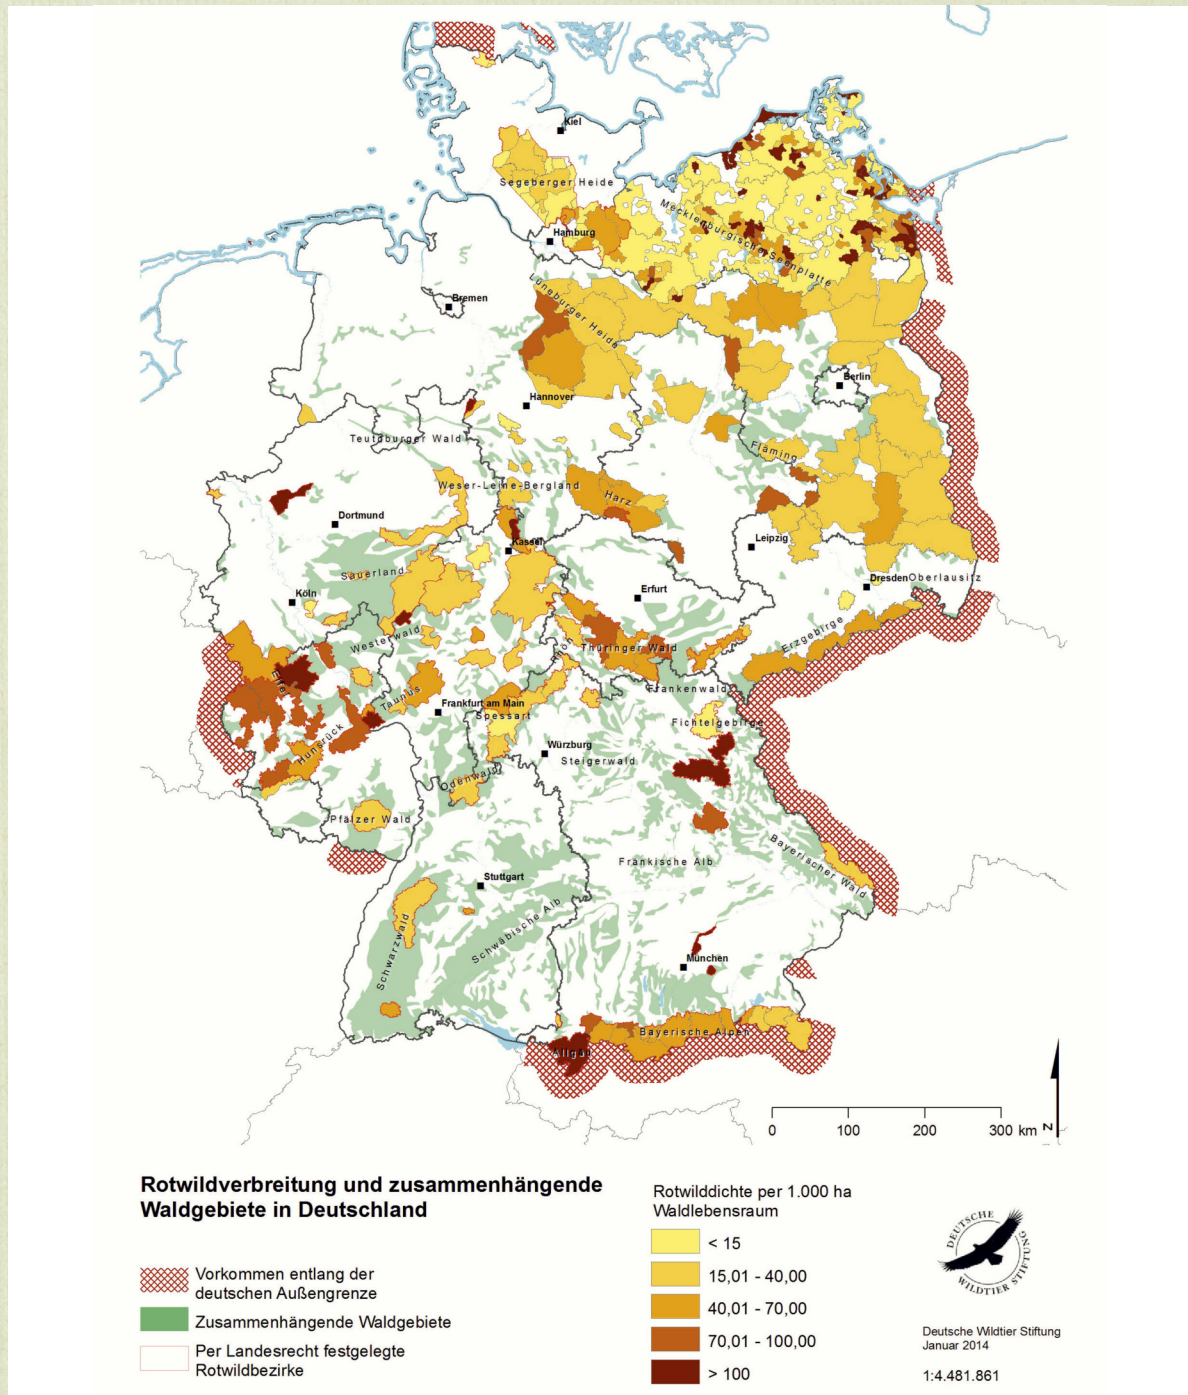 Kiel
Segeberger Heide
Mecklenburgische Seenplatte
Hamburg
Lüneburger Heide
Bremen
Berlin
Hannover
Teutoburger Wald
Fläming
Weser-Leine-Bergland
Harz
Dortmund
Kassel
Leipzig
Sauerland
Dresden
Oberlausitz
Köln
Erfurt
Westerwald
Erzgebirge
Rhön
Thüringer Wald
Eifel
Taunus
Frankenwald
Frankfurt am Main
Spessart
Fichtelgebirge
Hunsrück
Würzburg
Steigerwald
Odenwald
Pfälzer Wald
Fränkische Alb
Bayerischer Wald
Stuttgart
Schwäbische Alb
Schwarzwald
München
Bayerische Alpen
Allgäu
0 100 200 300 km
N
Rotwildverbreitung und zusammenhängende
Waldgebiete in Deutschland
Vorkommen entlang der
deutschen Außengrenze
Zusammenhängende Waldgebiete
Per Landesrecht festgelegte
Rotwildbezirke
Rotwilddichte per 1.000 ha
Waldlebensraum
< 15
15,01 - 40,00
40,01 - 70,00
70,01 - 100,00
> 100
DEUTSCHE
WILDTIER STIFTUNG
Deutsche Wildtier Stiftung
Januar 2014
1:4.481.861